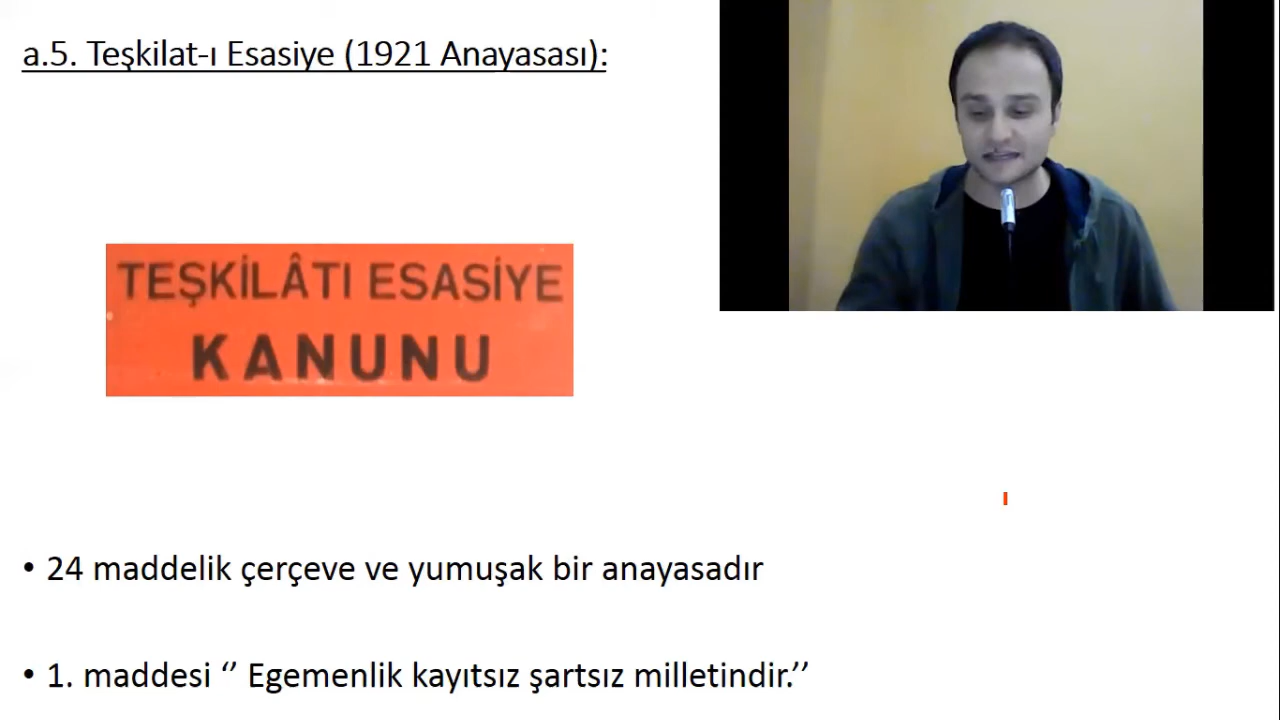 a.5. Teşkilat-ı Esasiye (1921 Anayasası):
TEŞKİLÂTI ESASİYE
KANUNU
• 24 maddelik çerçeve ve yumuşak bir anayasadır
• 1. maddesi ‘’ Egemenlik kayıtsız şartsız milletindir.’’